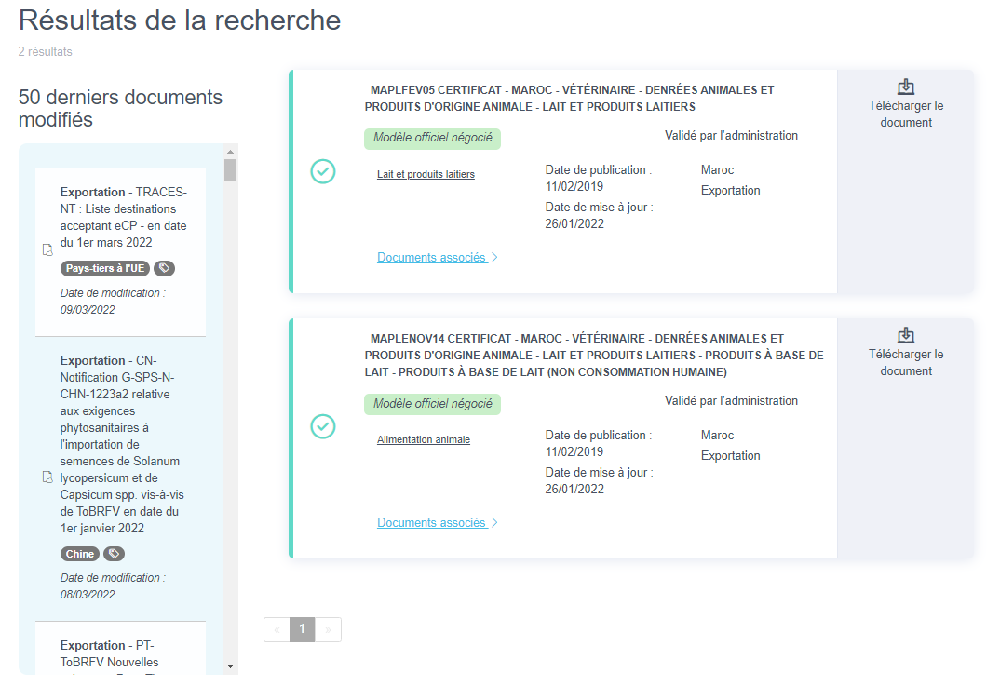 Résultats de la recherche
2 résultats
50 derniers documents
modifiés
Exportation - TRACES-
NT : Liste destinations
acceptant eCP - en date
du 1er mars 2022
Pays-tiers à l'UE
Date de modification :
09/03/2022
Exportation - CN-
Notification G-SPS-N-
CHN-1223a2 relative
aux exigences
phytosanitaires à
l'importation de
semences de Solanum
lycopersicum et de
Capsicum spp. vis-à-vis
de ToBRFV en date du
1er janvier 2022
Chine
Date de modification :
08/03/2022
Exportation - PT-
ToBRFV Nouvelles
MAPLFEV05 CERTIFICAT - MAROC - VÉTÉRINAIRE - DENRÉES ANIMALES ET
PRODUITS D'ORIGINE ANIMALE - LAIT ET PRODUITS LAITIERS
Modèle officiel négocié
Validé par l'administration
Lait et produits laitiers
Date de publication :
11/02/2019
Date de mise à jour :
26/01/2022
Maroc
Exportation
Documents associés
Télécharger le
document
MAPLENOV14 CERTIFICAT - MAROC - VÉTÉRINAIRE - DENRÉES ANIMALES ET
PRODUITS D'ORIGINE ANIMALE - LAIT ET PRODUITS LAITIERS - PRODUITS À BASE DE
LAIT - PRODUITS À BASE DE LAIT (NON CONSOMMATION HUMAINE)
Modèle officiel négocié
Validé par l'administration
Alimentation animale
Date de publication :
11/02/2019
Date de mise à jour :
26/01/2022
Maroc
Exportation
Documents associés
Télécharger le
document
« 1 »